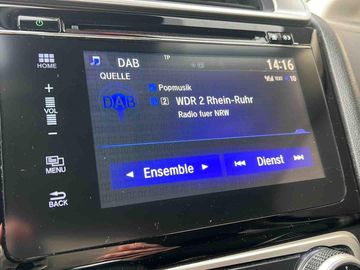 DAB
TP
14:16
HOME
QUELLE
10
Popmusik
DAB
2 WDR 2 Rhein-Ruhr
Radio fuer NRW
+
VOL
−
MENU
Ensemble
Dienst
BACK